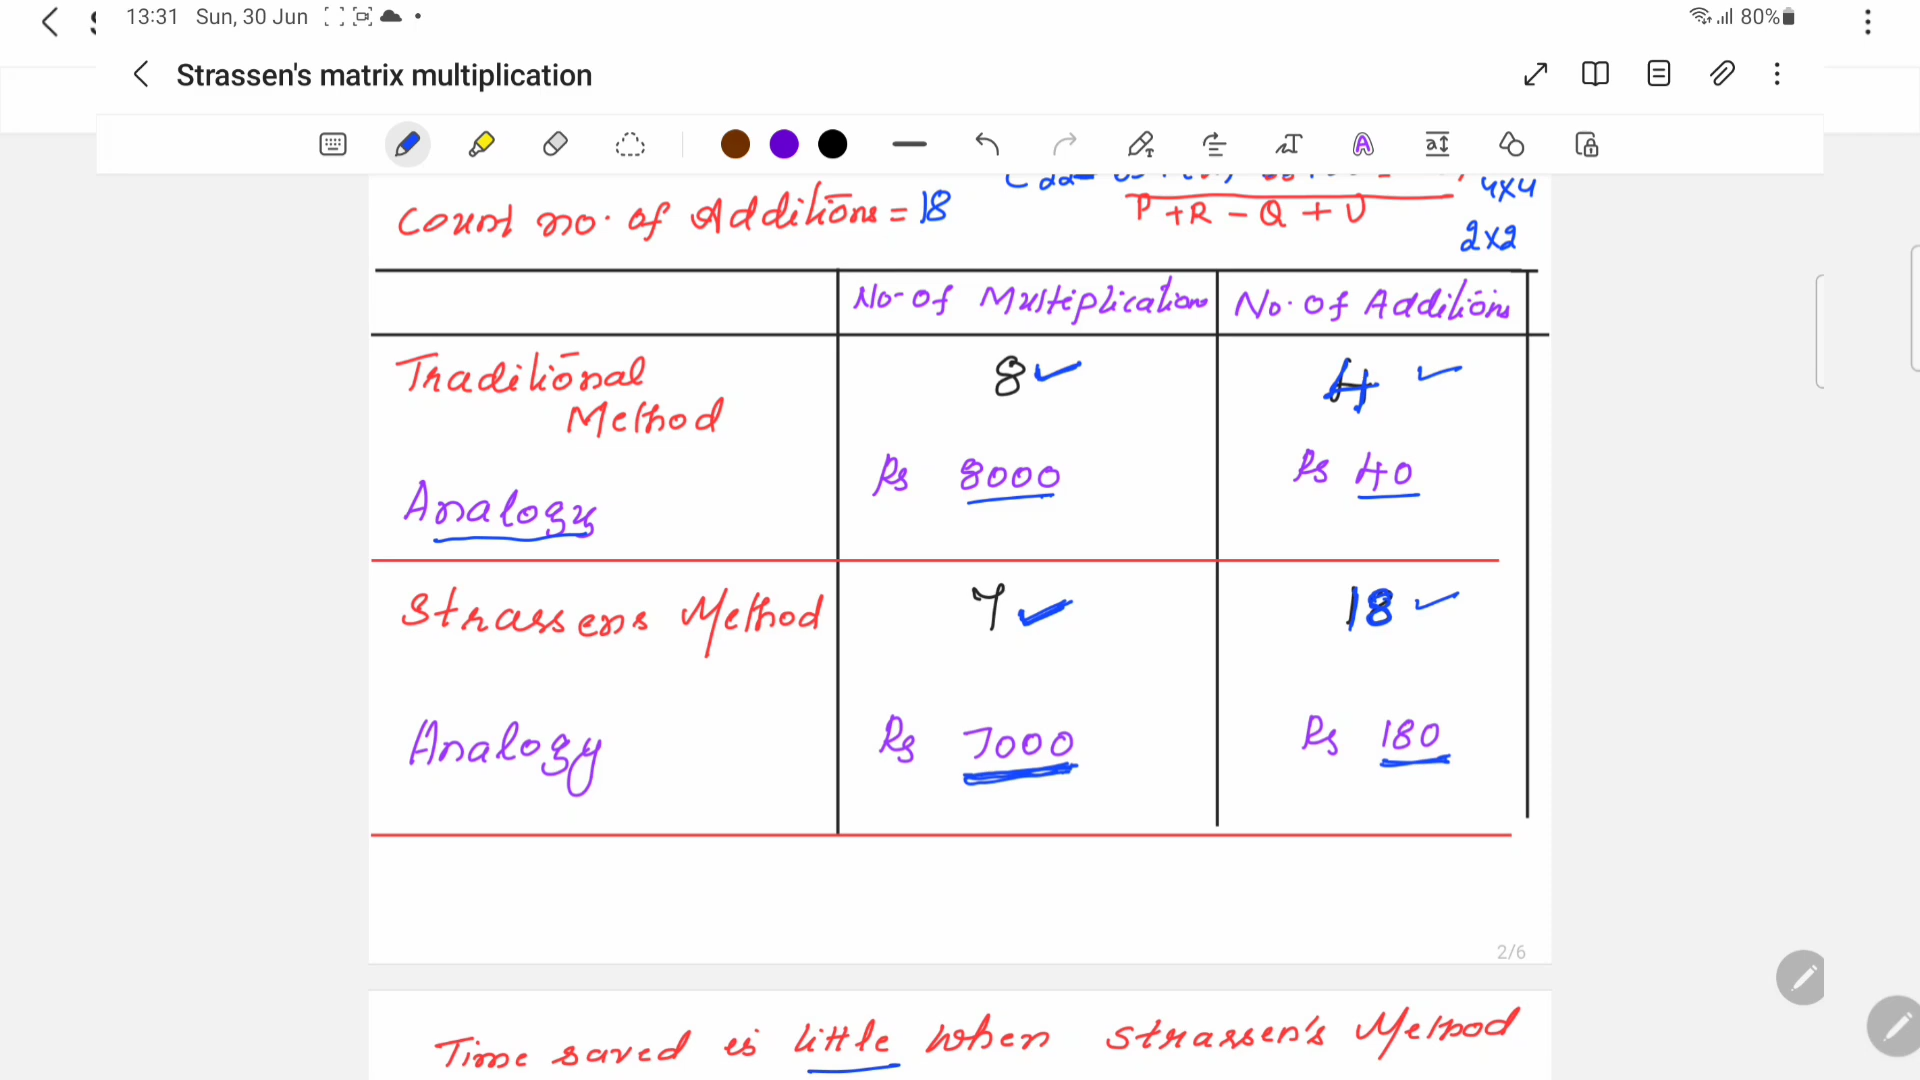 13:31 Sun, 30 Jun
80%
Strassen's matrix multiplication
4x4
Count no. of Additions = 18
P + R - Q + U
2x2
No. of Multiplications No. of Additions
Traditional Method 8 4
Analogy Rs 8000 Rs 40
Strassens Method 7 18
Analogy Rs 7000 Rs 180
2/6
Time saved is little when Strassen's Method